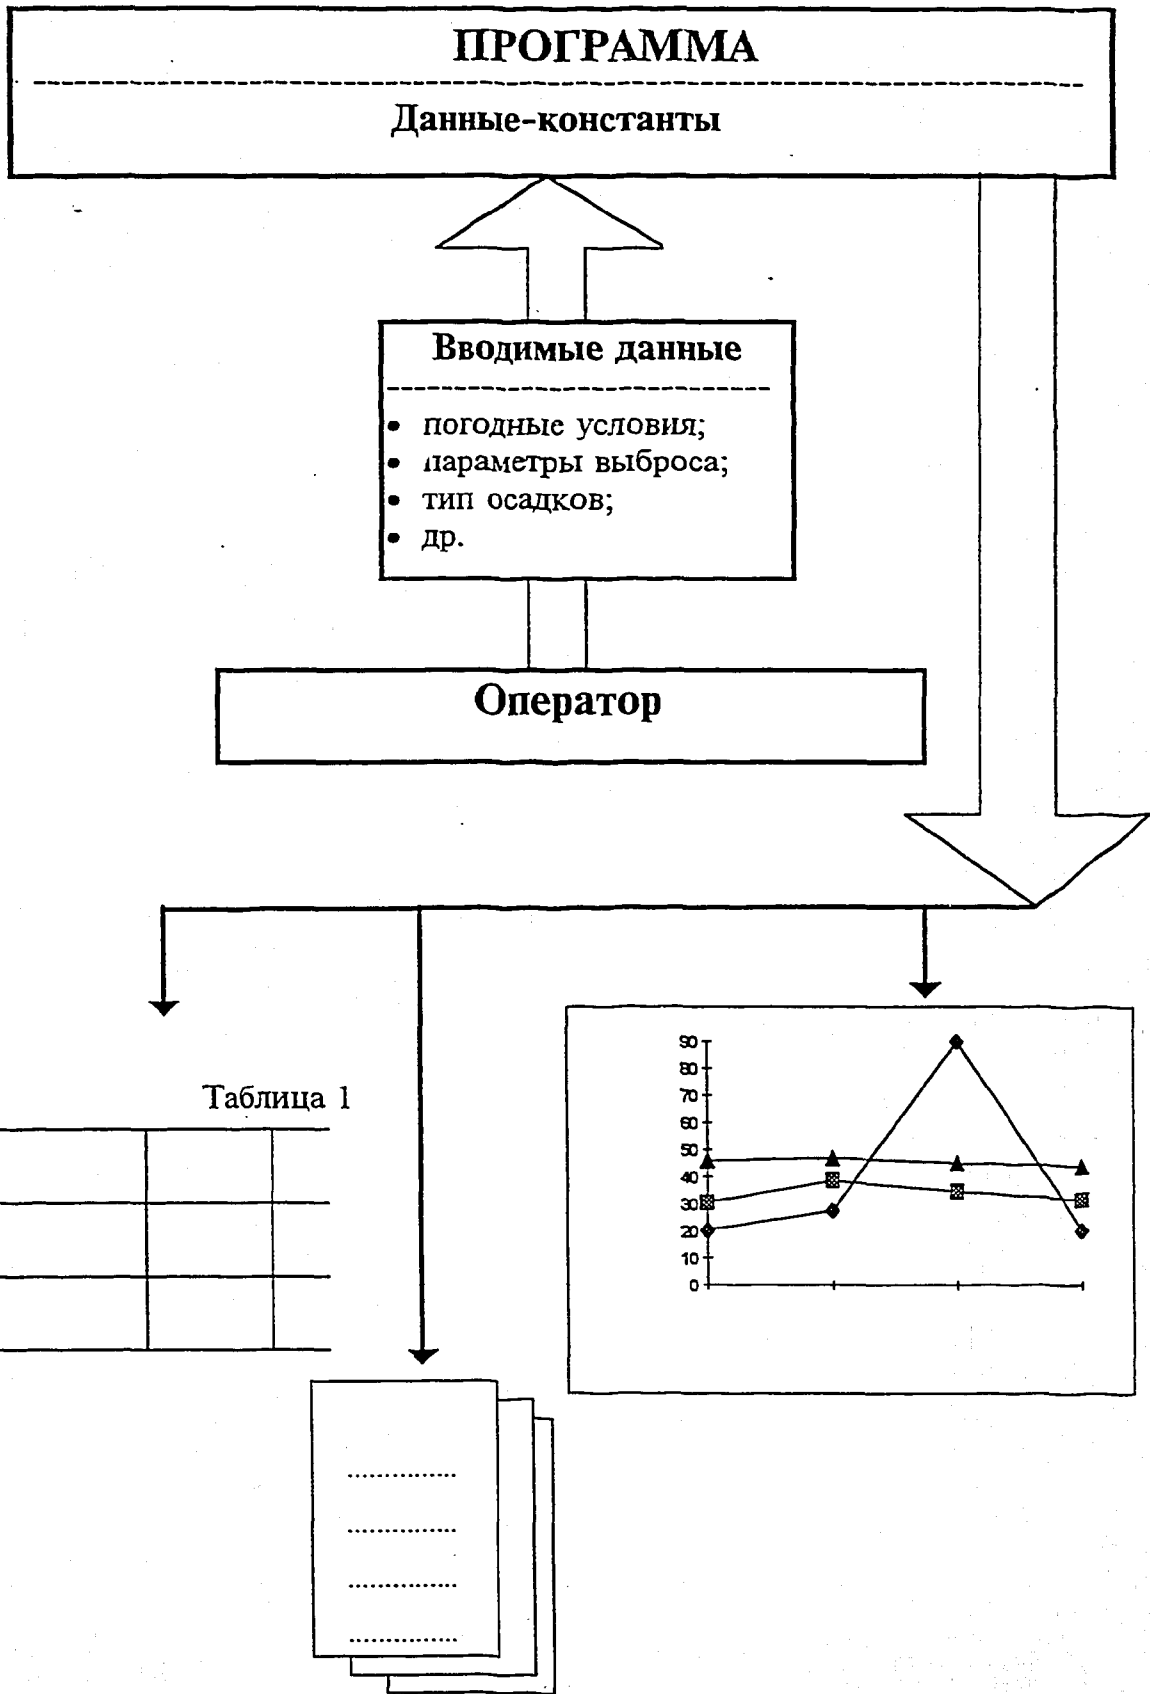 ПРОГРАММА
Данные-константы
Вводимые данные
• погодные условия;
• параметры выброса;
• тип осадков;
• др.
Оператор
Таблица 1
90
80
70
60
50
40
30
20
10
0